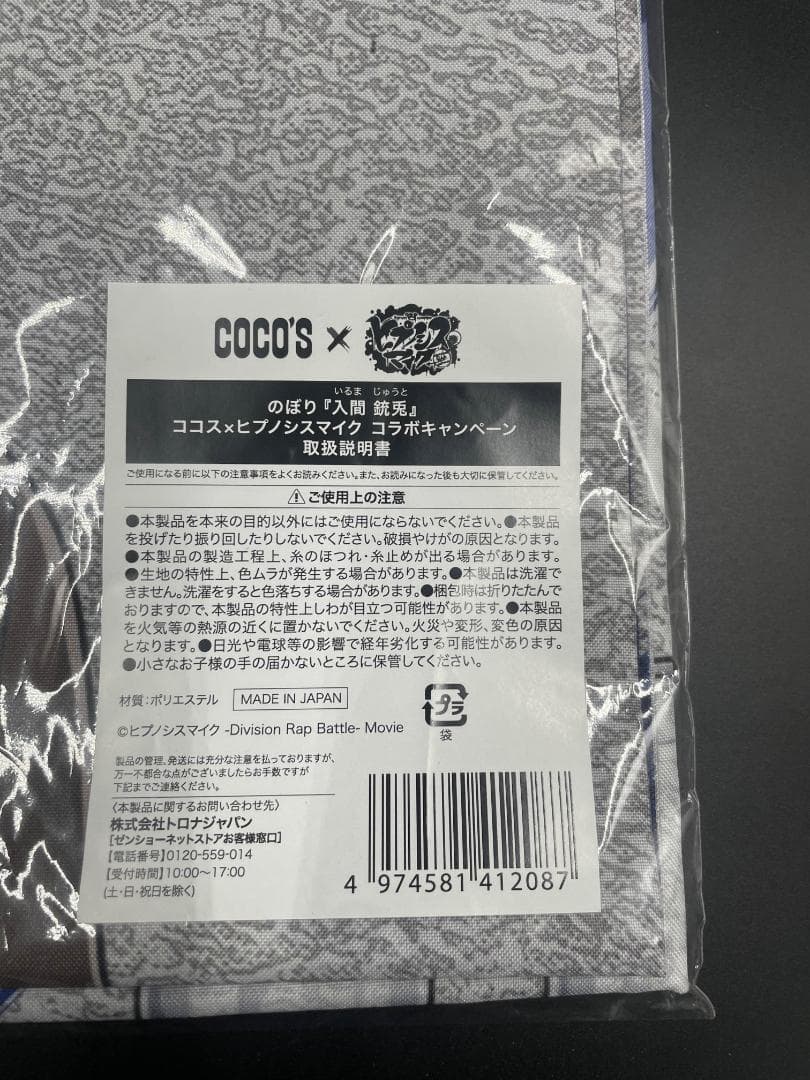 COCO'S × ヒプノシスマイク
いるま じゅうと
のぼり『入間 銃兎』
ココス×ヒプノシスマイク コラボキャンペーン
取扱説明書
ご使用になる前に以下の注意事項をよくお読みください。また、お読みになった後も大切に保管してください。
⚠ご使用上の注意
●本製品を本来の目的以外にはご使用にならないでください。●本製品
を投げたり振り回したりしないでください。破損やけがの原因となります。
●本製品の製造工程上、糸のほつれ・糸止めが出る場合があります。
●生地の特性上、色ムラが発生する場合があります。●本製品は洗濯で
きません。洗濯をすると色落ちする場合があります。●梱包時は折りたたんで
おりますので、本製品の特性上しわが目立つ可能性があります。●本製品
を火気等の熱源の近くに置かないでください。火災や変形、変色の原因
となります。●日光や電球等の影響で経年劣化する可能性があります。
●小さなお子様の手の届かないところに保管してください。
材質：ポリエステル MADE IN JAPAN
プラ
袋
©ヒプノシスマイク -Division Rap Battle- Movie
製品の管理、発送には充分な注意を払っておりますが、
万一不都合な点がございましたらお手数ですが
下記までご連絡ください。
〈本製品に関するお問い合わせ先〉
株式会社トロナジャパン
[ゼンショーネットストアお客様窓口]
【電話番号】0120-559-014
【受付時間】10:00～17:00
(土・日・祝日を除く)
4 974581 412087